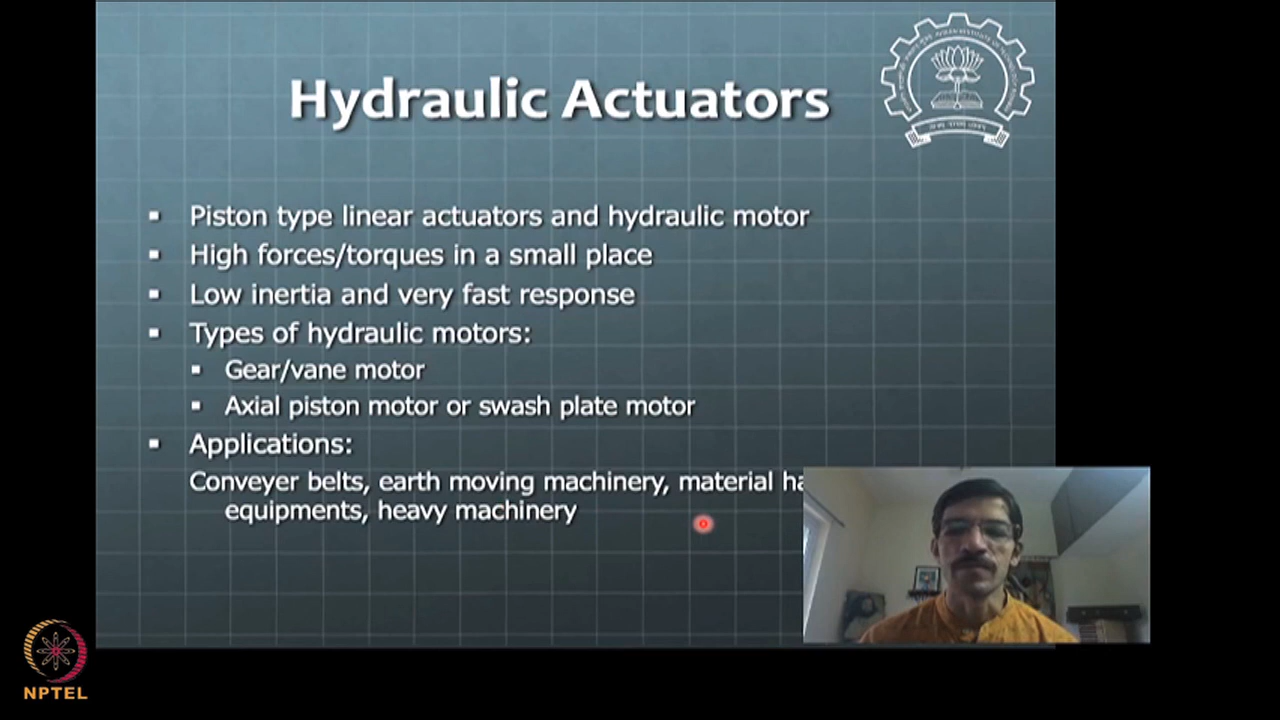 Hydraulic Actuators
Piston type linear actuators and hydraulic motor
High forces/torques in a small place
Low inertia and very fast response
Types of hydraulic motors:
Gear/vane motor
Axial piston motor or swash plate motor
Applications:
Conveyer belts, earth moving machinery, material
equipments, heavy machinery
NPTEL